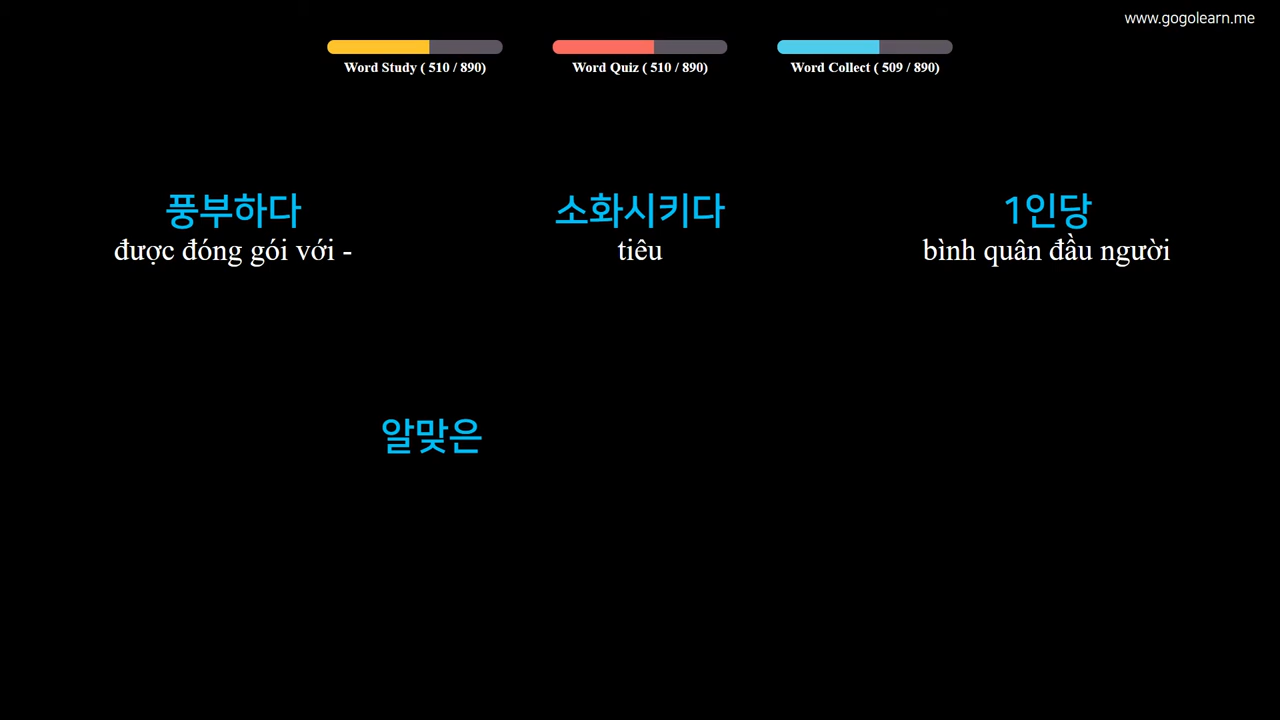 www.gogolearn.me
Word Study ( 510 / 890)
Word Quiz ( 510 / 890)
Word Collect ( 509 / 890)
풍부하다
được đóng gói với -
소화시키다
tiêu
1인당
bình quân đầu người
알맞은